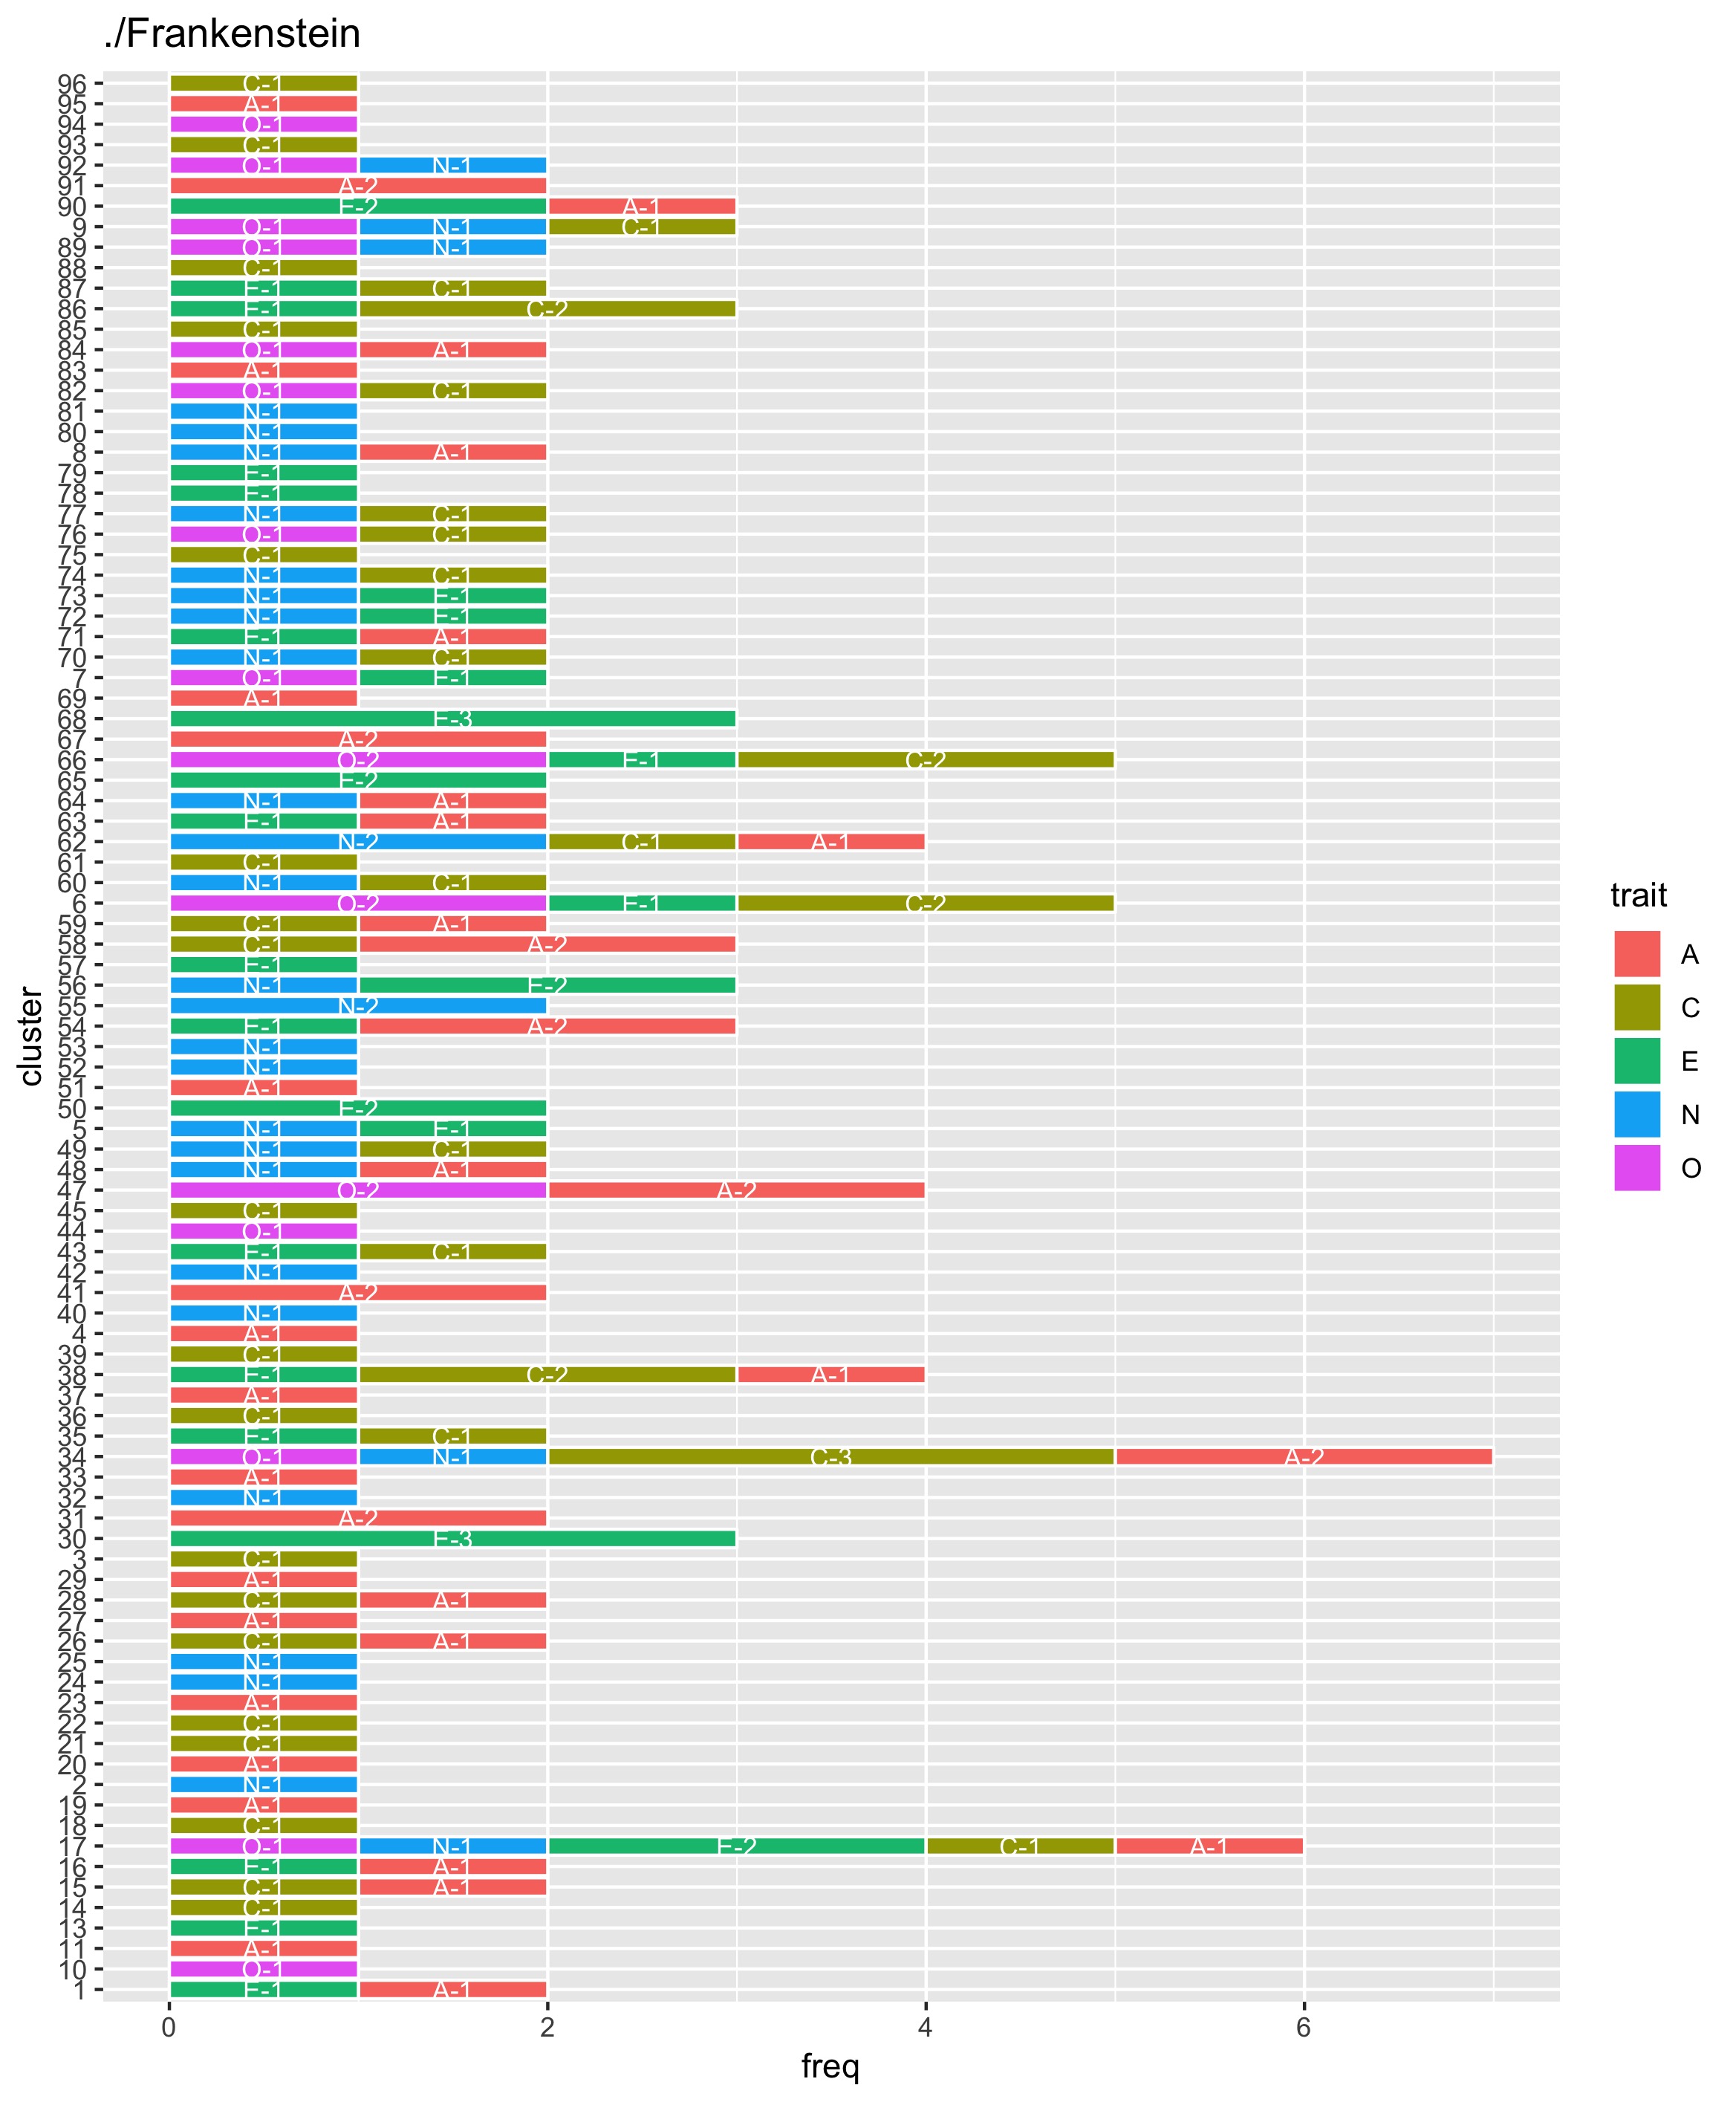 ./Frankenstein
96 C-1
95 A-1
94 O-1
93 C-1
92 O-1 N-1
91 A-2
90 E-2 A-1
9 O-1 N-1 C-1
89 O-1 N-1
88 C-1
87 E-1 C-1
86 E-1 C-2
85 C-1
84 O-1 A-1
83 A-1
82 O-1 C-1
81 N-1
80 N-1
8 N-1 A-1
79 E-1
78 E-1
77 N-1 C-1
76 O-1 C-1
75 C-1
74 N-1 C-1
73 N-1 E-1
72 N-1 E-1
71 E-1 A-1
70 N-1 C-1
7 O-1 E-1
69 A-1
68 E-3
67 A-2
66 O-2 E-1 C-2
65 E-2
64 N-1 A-1
63 E-1 A-1
62 N-2 C-1 A-1
61 C-1
60 N-1 C-1
6 O-2 E-1 C-2
59 C-1 A-1
58 C-1 A-2
57 E-1
56 N-1 E-2
55 N-2
54 E-1 A-2
53 N-1
52 N-1
51 A-1
50 E-2
5 N-1 E-1
49 N-1 C-1
48 N-1 A-1
47 O-2 A-2
45 C-1
44 O-1
43 E-1 C-1
42 N-1
41 A-2
40 N-1
4 A-1
39 C-1
38 E-1 C-2 A-1
37 A-1
36 C-1
35 E-1 C-1
34 O-1 N-1 C-3 A-2
33 A-1
32 N-1
31 A-2
30 E-3
3 C-1
29 A-1
28 C-1 A-1
27 A-1
26 C-1 A-1
25 N-1
24 N-1
23 A-1
22 C-1
21 C-1
20 A-1
2 N-1
19 A-1
18 C-1
17 O-1 N-1 E-2 C-1 A-1
16 E-1 A-1
15 C-1 A-1
14 C-1
13 E-1
11 A-1
10 O-1
1 E-1 A-1
0 2 4 6
freq
cluster
trait
A
C
E
N
O